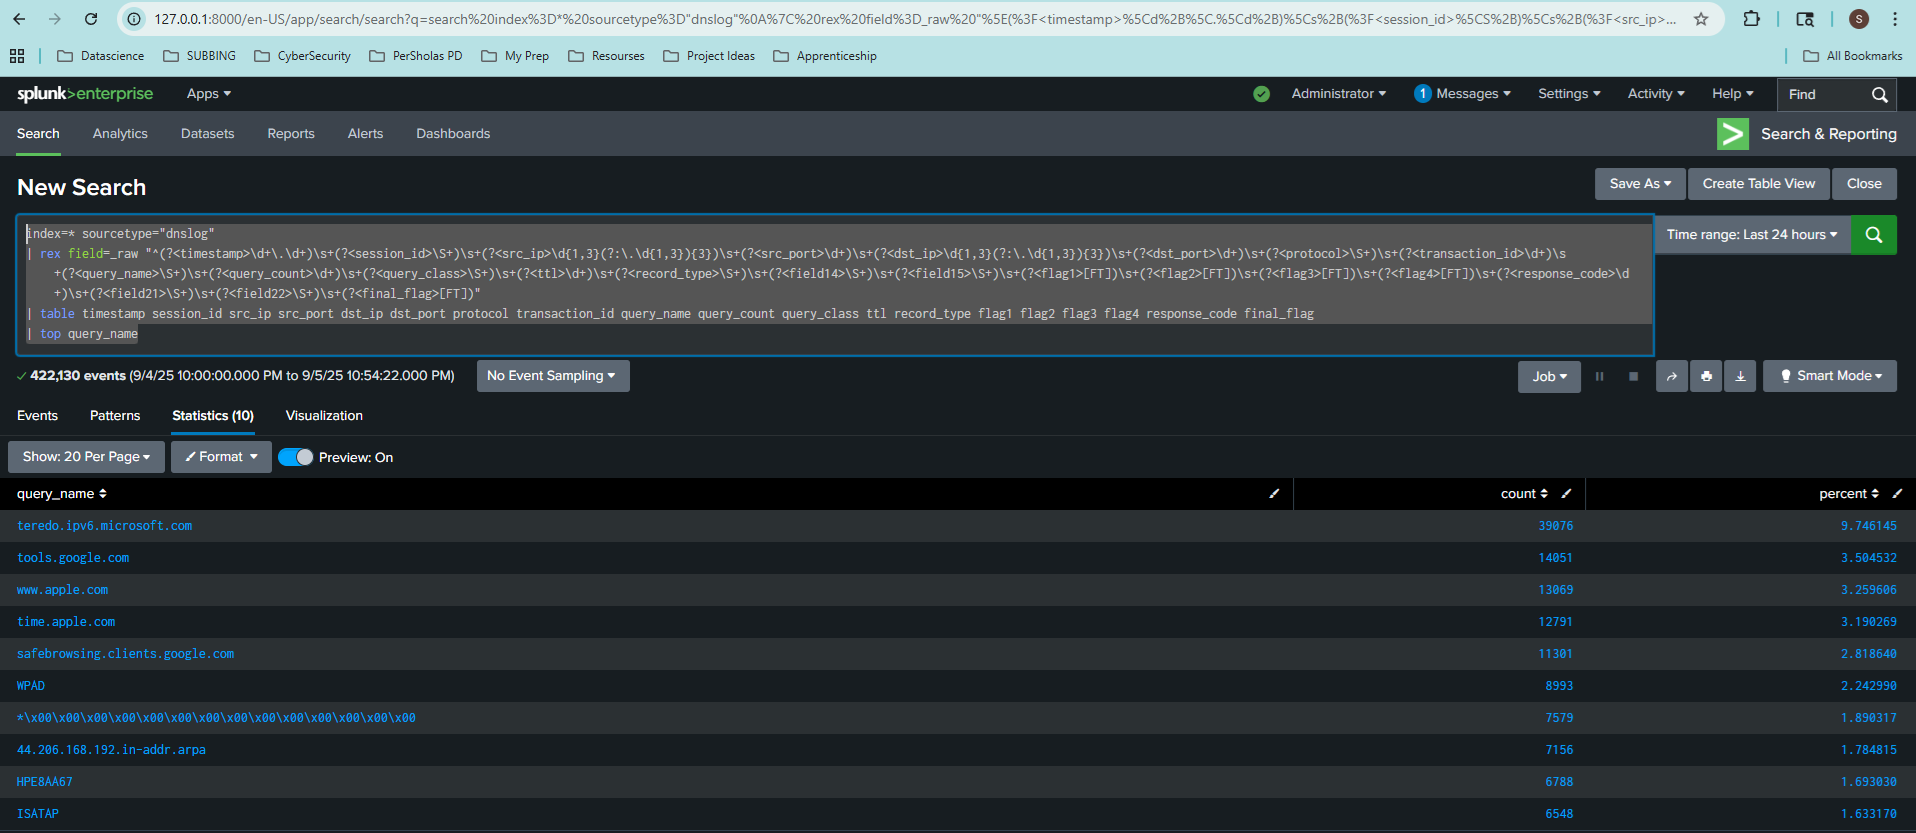 127.0.0.1:8000/en-US/app/search/search?q=search%20index%3D*%20sourcetype%3D"dnslog"%0A%7C%20rex%20field%3D_raw%20"%5E(%3F<timestamp>%5Cd%2B%5C.%5Cd%2B)%5Cs%2B(%3F<session_id>%5CS%2B)%5Cs%2B(%3F<src_ip>...
S
Datascience
SUBBING
CyberSecurity
PerSholas PD
My Prep
Resourses
Project Ideas
Apprenticeship
All Bookmarks
splunk>enterprise
Apps
Administrator
1 Messages
Settings
Activity
Help
Find
Search
Analytics
Datasets
Reports
Alerts
Dashboards
Search & Reporting
New Search
Save As
Create Table View
Close
index=* sourcetype="dnslog"
| rex field=_raw "^(?<timestamp>\d+\.\d+)\s+(?<session_id>\S+)\s+(?<src_ip>\d{1,3}(?:\.\d{1,3}){3})\s+(?<src_port>\d+)\s+(?<dst_ip>\d{1,3}(?:\.\d{1,3}){3})\s+(?<dst_port>\d+)\s+(?<protocol>\S+)\s+(?<transaction_id>\d+)\s
+(?<query_name>\S+)\s+(?<query_count>\d+)\s+(?<query_class>\S+)\s+(?<ttl>\d+)\s+(?<record_type>\S+)\s+(?<field14>\S+)\s+(?<field15>\S+)\s+(?<flag1>[FT])\s+(?<flag2>[FT])\s+(?<flag3>[FT])\s+(?<flag4>[FT])\s+(?<response_code>\d
+)\s+(?<field21>\S+)\s+(?<field22>\S+)\s+(?<final_flag>[FT])"
| table timestamp session_id src_ip src_port dst_ip dst_port protocol transaction_id query_name query_count query_class ttl record_type flag1 flag2 flag3 flag4 response_code final_flag
| top query_name
Time range: Last 24 hours
422,130 events (9/4/25 10:00:00.000 PM to 9/5/25 10:54:22.000 PM)
No Event Sampling
Job
Smart Mode
Events
Patterns
Statistics (10)
Visualization
Show: 20 Per Page
Format
Preview: On
query_name count percent
teredo.ipv6.microsoft.com 39076 9.746145
tools.google.com 14051 3.504532
www.apple.com 13069 3.259606
time.apple.com 12791 3.190269
safebrowsing.clients.google.com 11301 2.818640
WPAD 8993 2.242990
*\x00\x00\x00\x00\x00\x00\x00\x00\x00\x00\x00\x00\x00\x00 7579 1.890317
44.206.168.192.in-addr.arpa 7156 1.784815
HPE8AA67 6788 1.693030
ISATAP 6548 1.633170